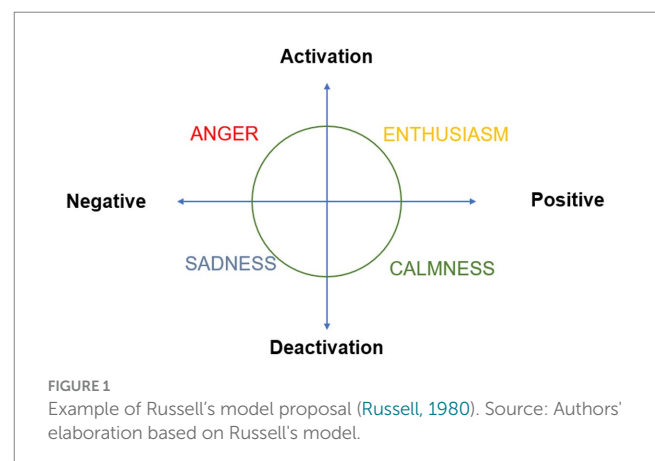 Activation
ANGER
ENTHUSIASM
Negative
Positive
SADNESS
CALMNESS
Deactivation
FIGURE 1
Example of Russell’s model proposal (Russell, 1980). Source: Authors'
elaboration based on Russell's model.